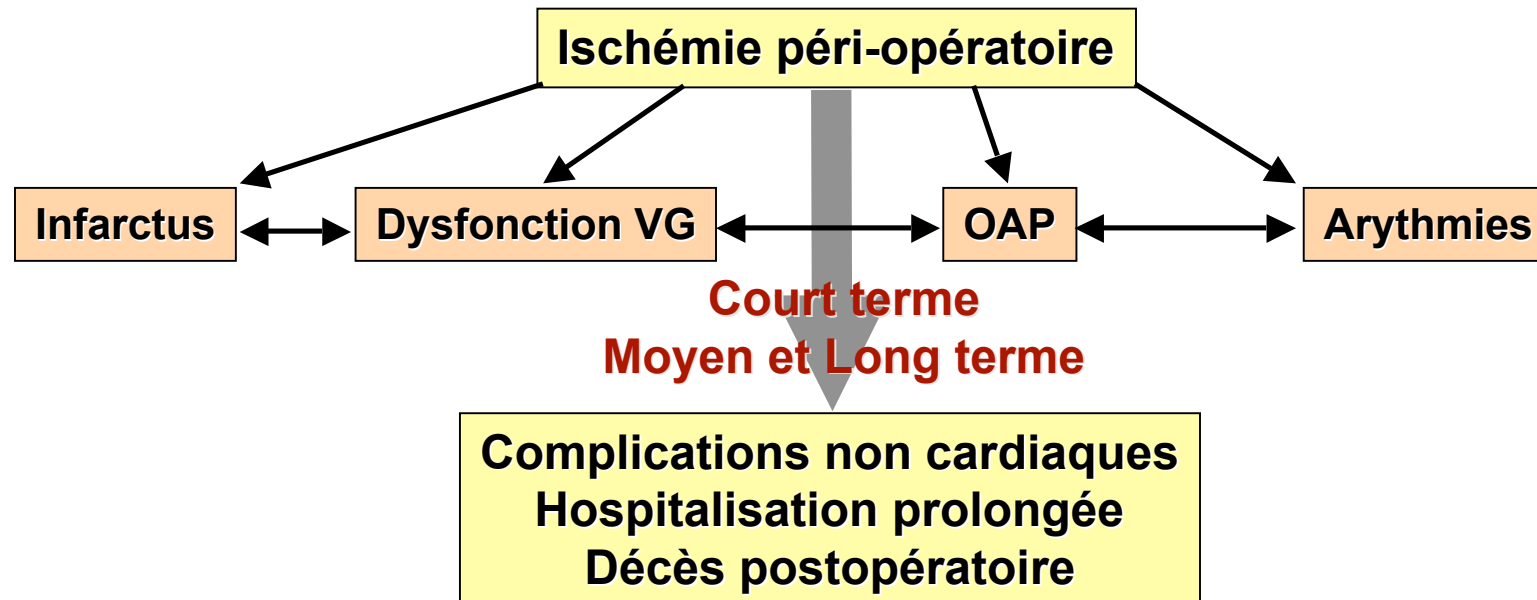 Ischémie péri-opératoire
Infarctus
Dysfonction VG
OAP
Arythmies
Court terme
Moyen et Long terme
Complications non cardiaques
Hospitalisation prolongée
Décès postopératoire